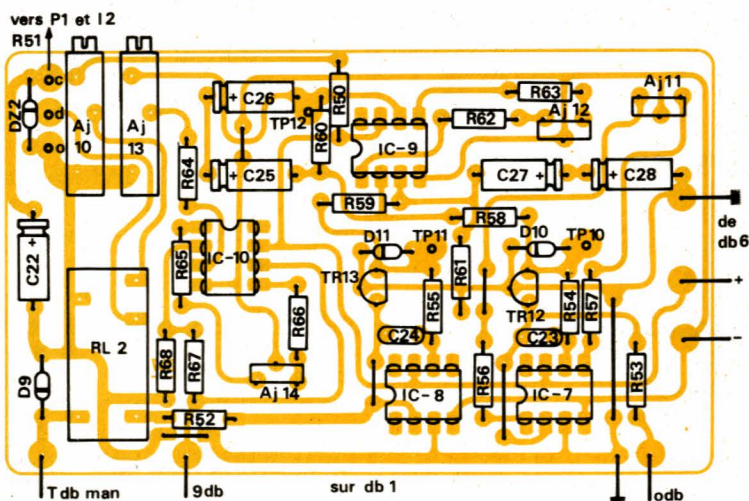 vers P1 et I2
R51
c
d
o
DZ2
Aj
10
Aj
13
+ C26
TP12
R50
R60
R63
R62
Aj 12
Aj 11
IC-9
R64
+ C25
C27 +
+ C28
R59
R58
de
db6
C22 +
R65
IC-10
D11
TP11
D10
TP10
R61
TR13
R55
TR12
R54
R57
+
RL 2
R66
C24
C23
-
R68
R67
R56
R53
D9
Aj 14
IC-8
IC-7
R52
T db man
9db
sur db 1
odb